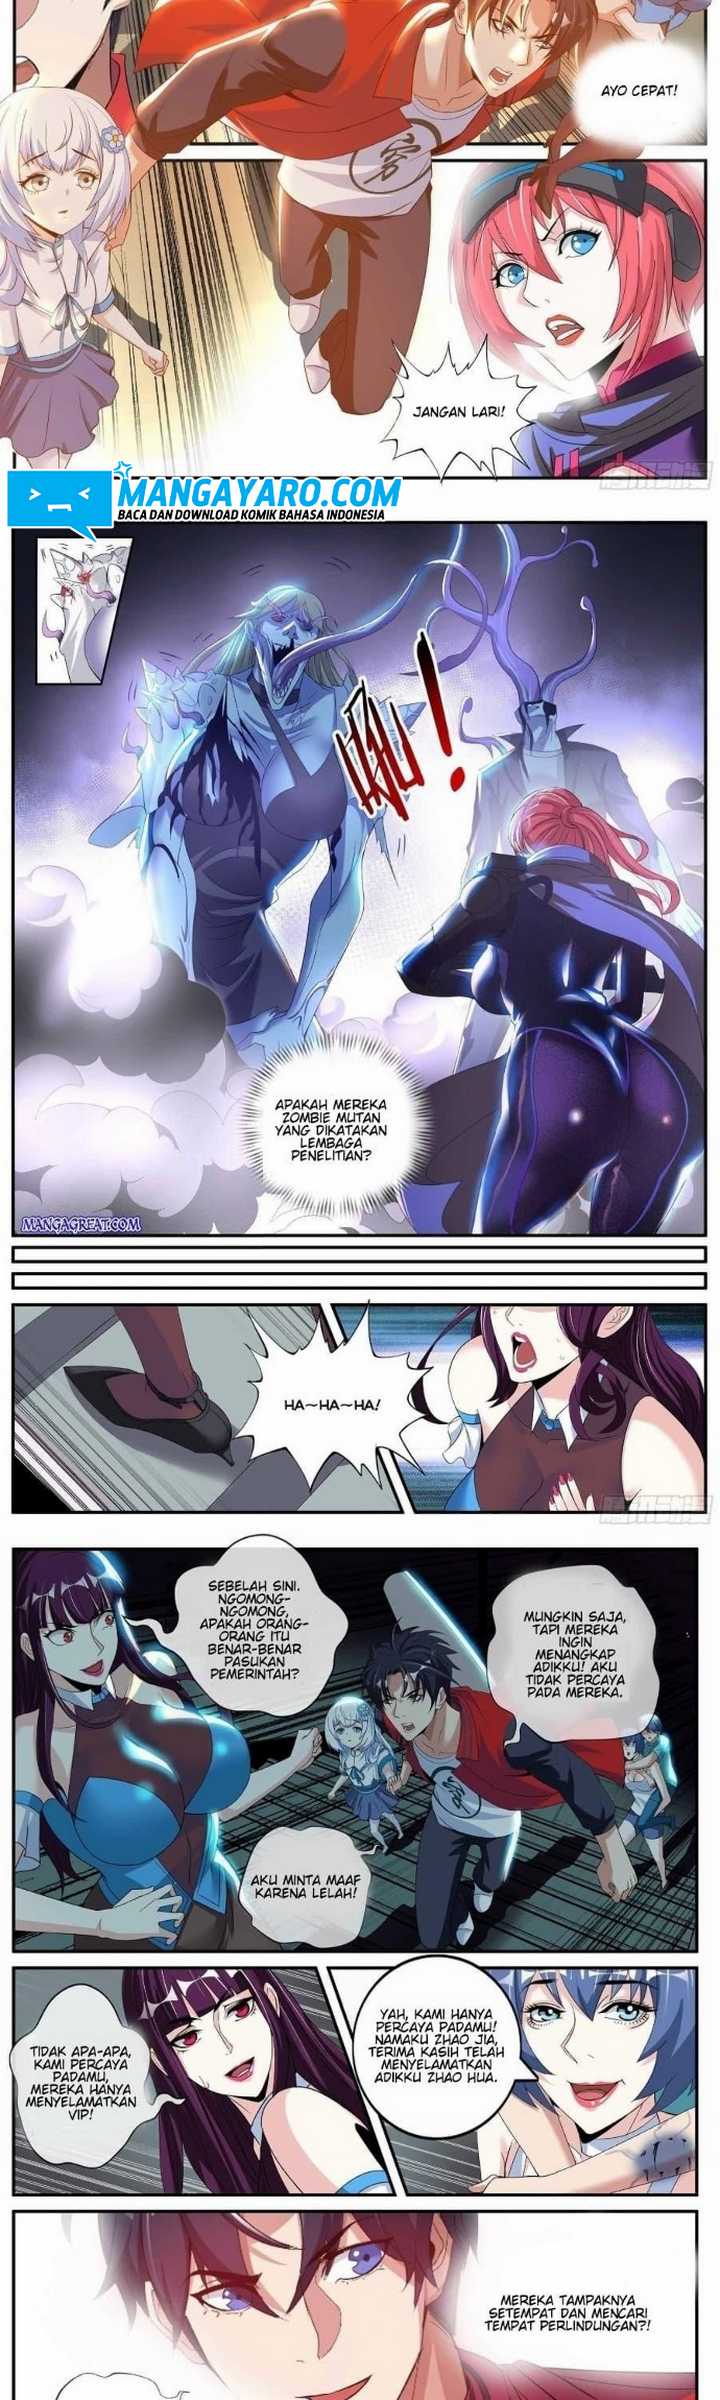 AYO CEPAT!
JANGAN LARI!
MANGAYARO.COM
BACA DAN DOWNLOAD KOMIK BAHASA INDONESIA
APAKAH MEREKA
ZOMBIE MUTAN
YANG DIKATAKAN
LEMBAGA
PENELITIAN?
MANGAGREAT.COM
HA~HA~HA!
SEBELAH SINI.
NGOMONG-
NGOMONG,
APAKAH ORANG-
ORANG ITU
BENAR-BENAR
PASUKAN
PEMERINTAH?
MUNGKIN SAJA,
TAPI MEREKA
INGIN
MENANGKAP
ADIKKU! AKU
TIDAK PERCAYA
PADA MEREKA.
AKU MINTA MAAF
KARENA LELAH!
TIDAK APA-APA,
KAMI PERCAYA
PADAMU,
MEREKA HANYA
MENYELAMATKAN
VIP!
YAH, KAMI HANYA
PERCAYA PADAMU!
NAMAKU ZHAO JIA,
TERIMA KASIH TELAH
MENYELAMATKAN
ADIKKU ZHAO HUA.
MEREKA TAMPAKNYA
SETEMPAT DAN MENCARI
TEMPAT PERLINDUNGAN?!